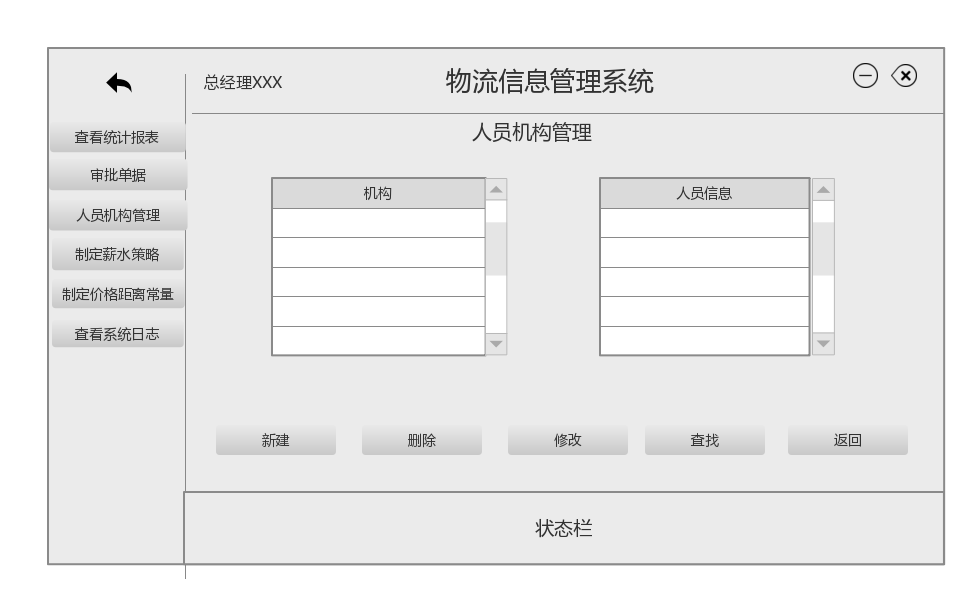 总经理XXX
物流信息管理系统
查看统计报表
审批单据
人员机构管理
制定薪水策略
制定价格距离常量
查看系统日志
人员机构管理
机构
人员信息
新建
删除
修改
查找
返回
状态栏